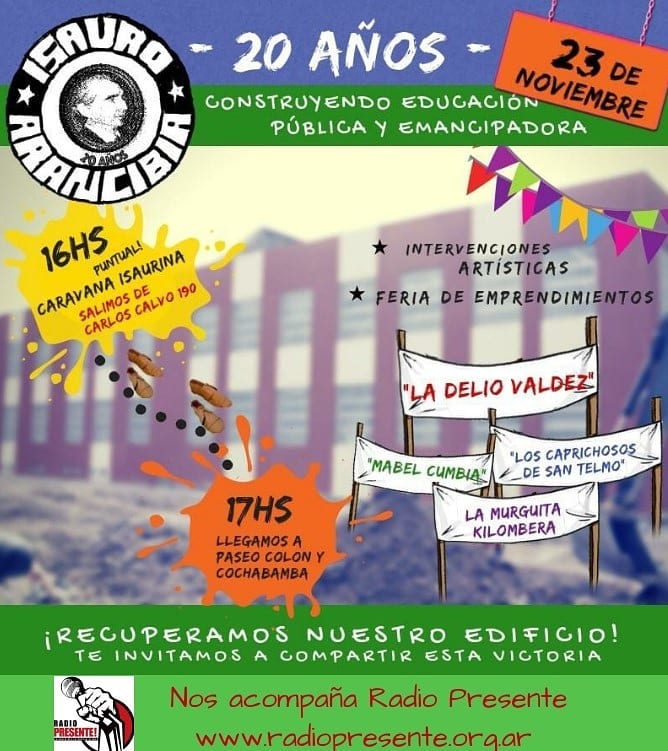 ISAURO
ARANCIBIA
20 AÑOS
- 20 AÑOS -
23 DE
NOVIEMBRE
CONSTRUYENDO EDUCACIÓN
PÚBLICA Y EMANCIPADORA
16HS
PUNTUAL!
CARAVANA ISAURINA
SALIMOS DE
CARLOS CALVO 190
★ INTERVENCIONES
ARTÍSTICAS
★ FERIA DE EMPRENDIMIENTOS
"LA DELIO VALDEZ"
"MABEL CUMBIA"
"LOS CAPRICHOSOS
DE SAN TELMO"
LA MURGUITA
KILOMBERA
17HS
LLEGAMOS A
PASEO COLON Y
COCHABAMBA
¡RECUPERAMOS NUESTRO EDIFICIO!
TE INVITAMOS A COMPARTIR ESTA VICTORIA
RADIO
PRESENTE!
Nos acompaña Radio Presente
www.radiopresente.org.ar